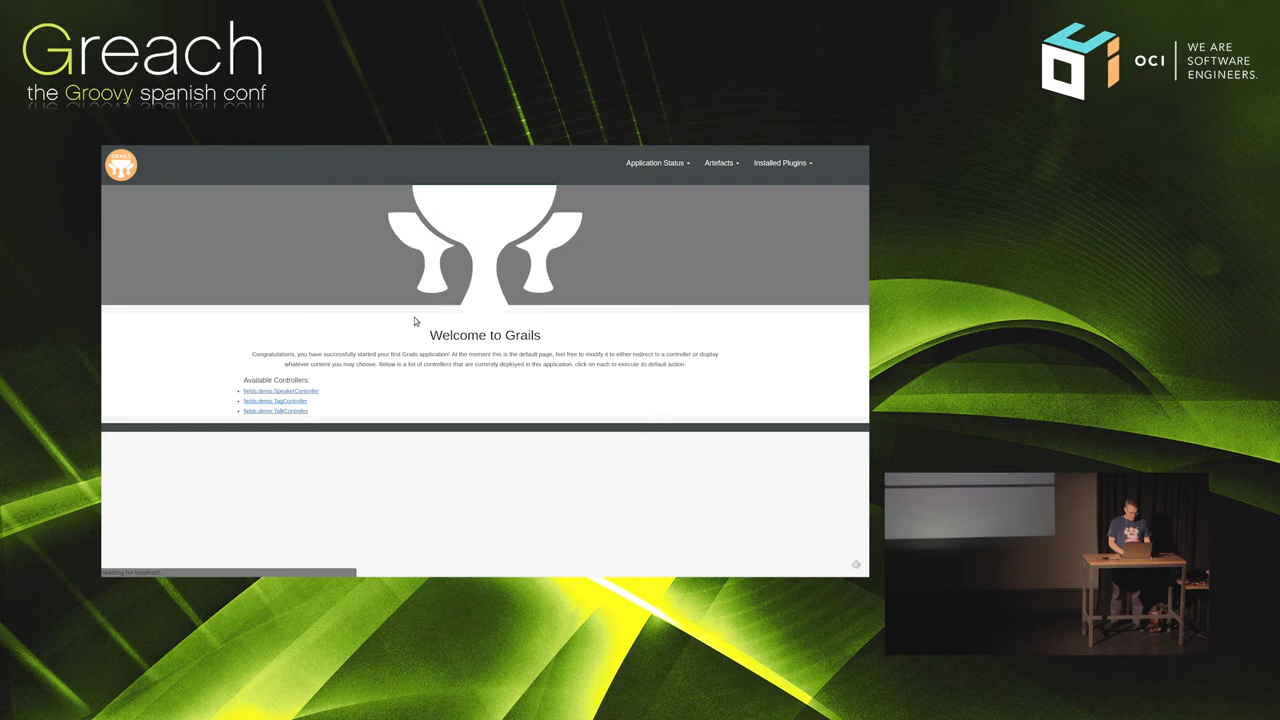 Greach
the Groovy spanish conf
OCI
WE ARE
SOFTWARE
ENGINEERS.
GRAILS
Application Status
Artefacts
Installed Plugins
Welcome to Grails
Congratulations, you have successfully started your first Grails application! At the moment this is the default page, feel free to modify it to either redirect to a controller or display
whatever content you may choose. Below is a list of controllers that are currently deployed in this application, click on each to execute its default action:
Available Controllers:
fields.demo.SpeakerController
fields.demo.TagController
fields.demo.TalkController
Waiting for localhost...